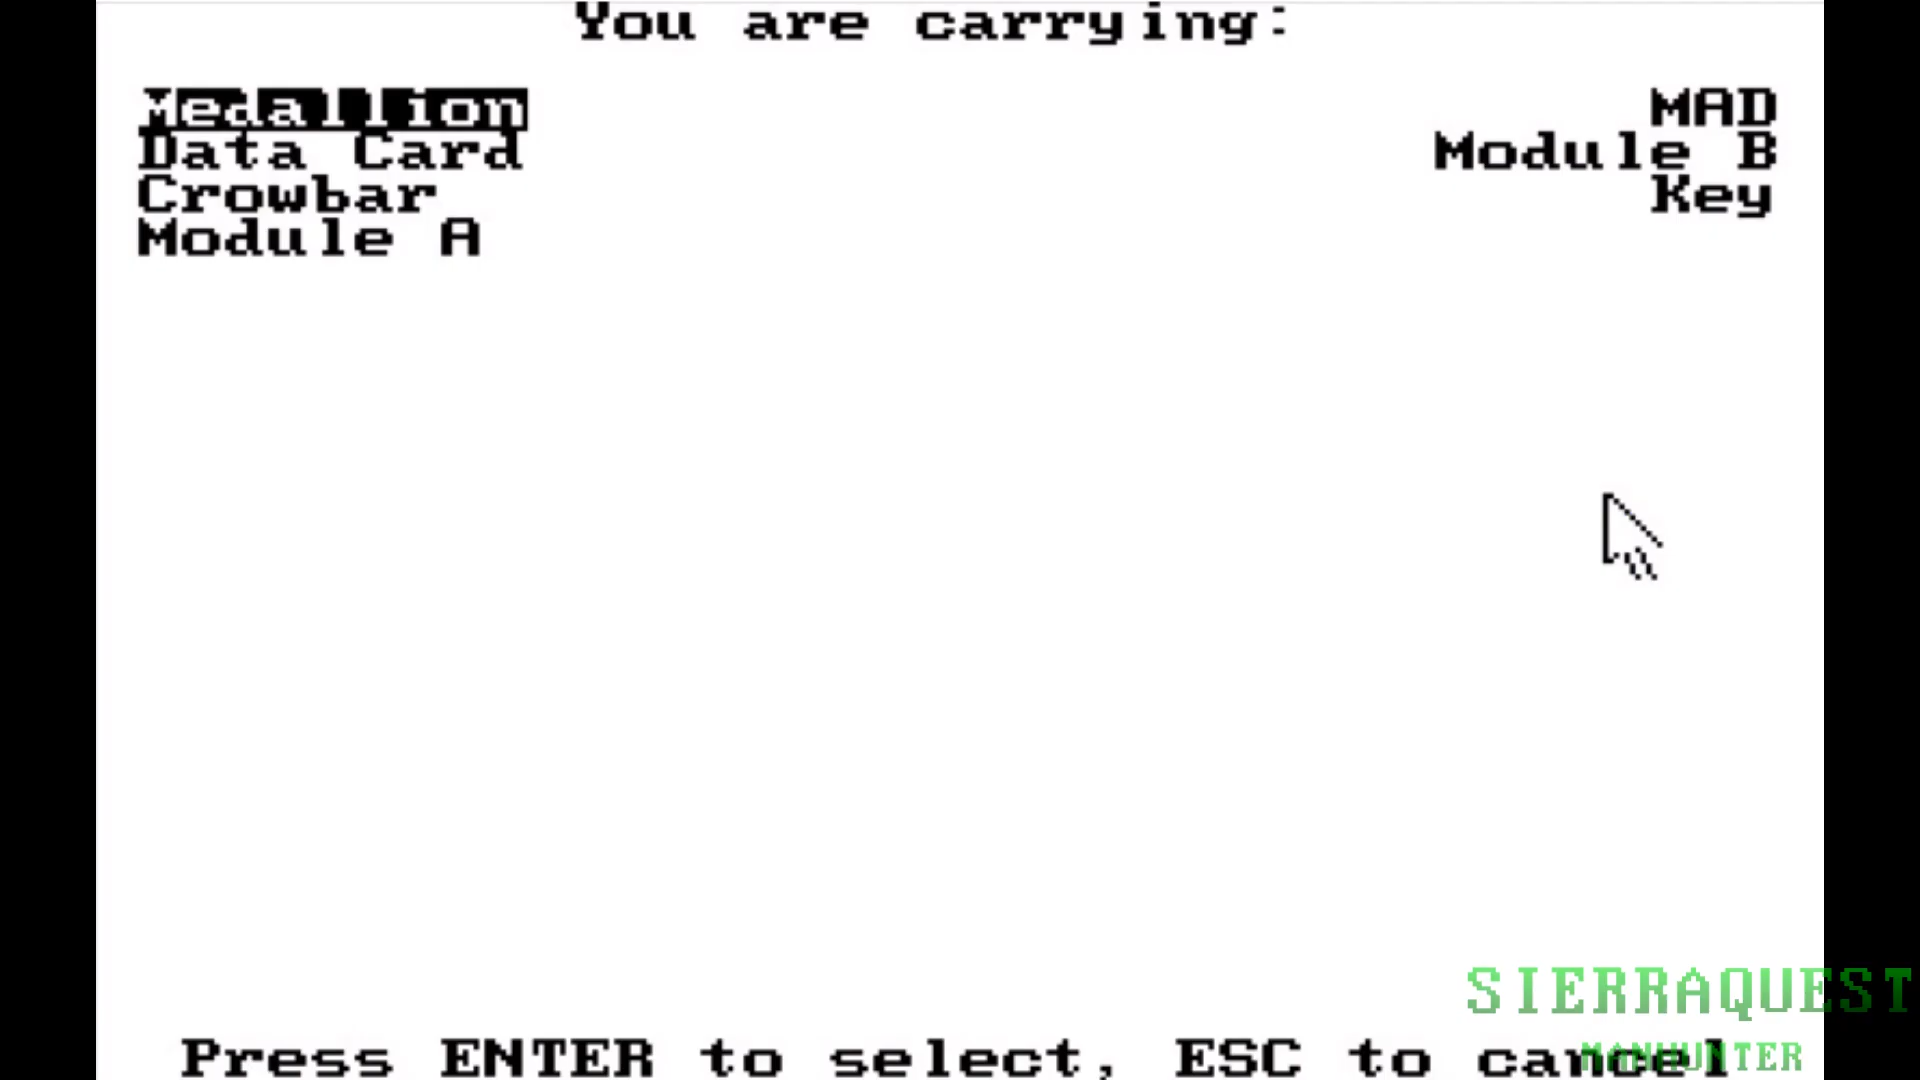 You are carrying:
Medallion MAD
Data Card Module B
Crowbar Key
Module A
SIERRAQUEST
Press ENTER to select, ESC to cancel
MANHUNTER